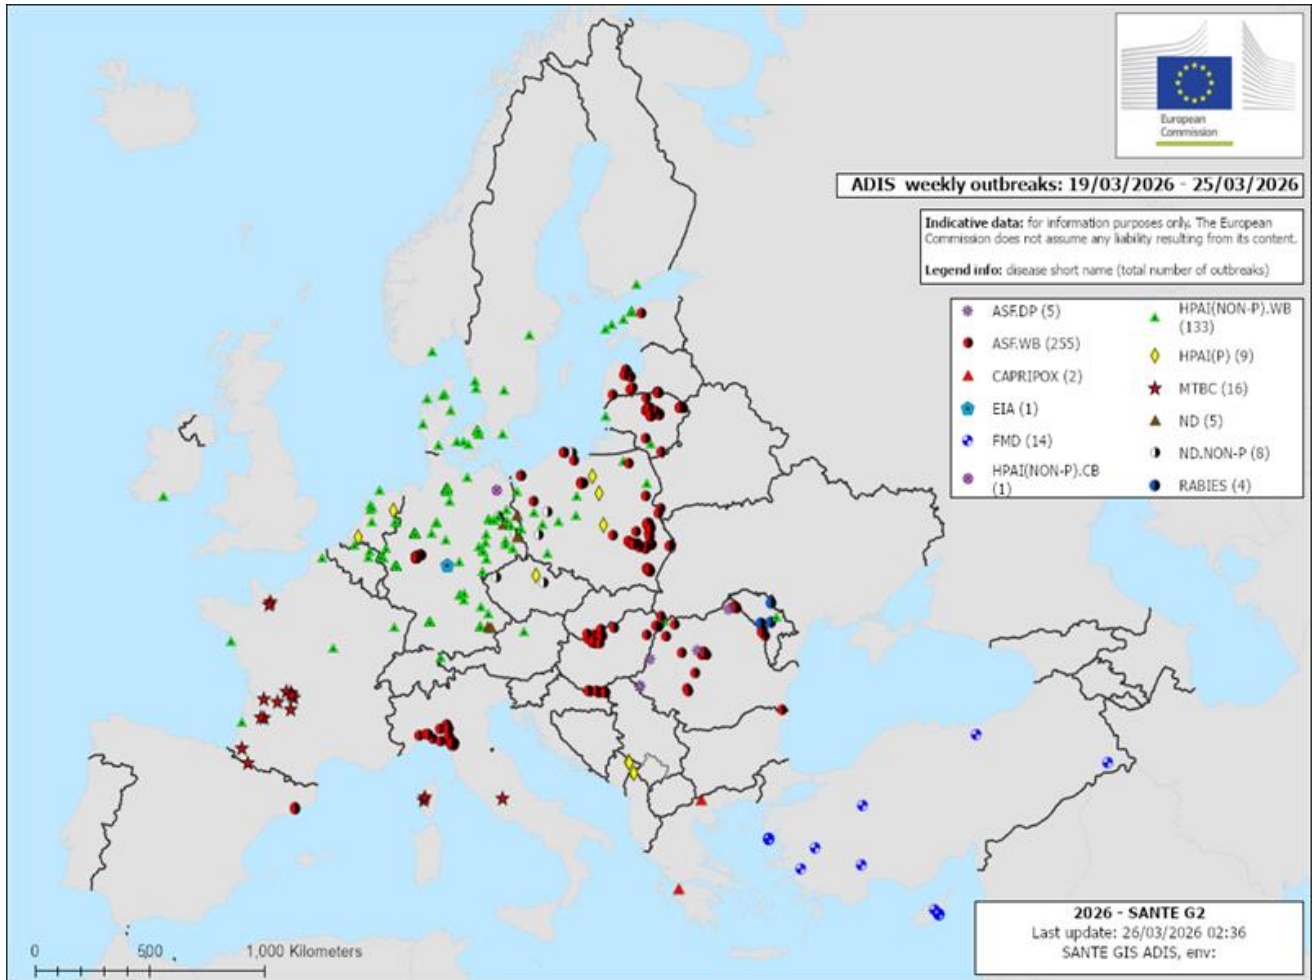 European
Commission
ADIS weekly outbreaks: 19/03/2026 - 25/03/2026
Indicative data: for information purposes only. The European
Commission does not assume any liability resulting from its content.
Legend info: disease short name (total number of outbreaks)
ASF.DP (5)
ASF.WB (255)
CAPRIPOX (2)
EIA (1)
FMD (14)
HPAI(NON-P).CB
(1)
HPAI(NON-P).WB
(133)
HPAI(P) (9)
MTBC (16)
ND (5)
ND.NON-P (8)
RABIES (4)
0 500 1,000 Kilometers
2026 - SANTE G2
Last update: 26/03/2026 02:36
SANTE GIS ADIS, env: